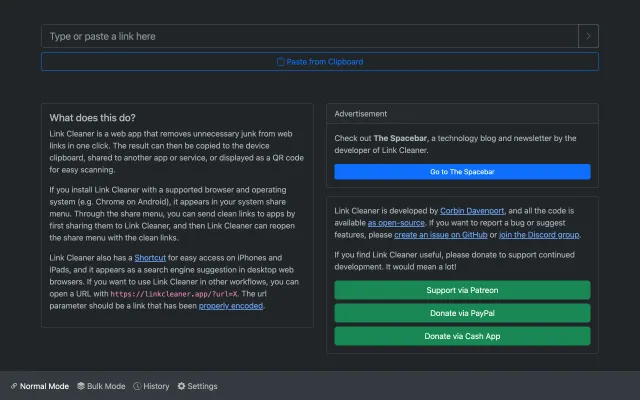 Type or paste a link here
Paste from Clipboard
What does this do?
Link Cleaner is a web app that removes unnecessary junk from web
links in one click. The result can then be copied to the device
clipboard, shared to another app or service, or displayed as a QR code
for easy scanning.
If you install Link Cleaner with a supported browser and operating
system (e.g. Chrome on Android), it appears in your system share
menu. Through the share menu, you can send clean links to apps by
first sharing them to Link Cleaner, and then Link Cleaner can reopen
the share menu with the clean links.
Link Cleaner also has a Shortcut for easy access on iPhones and
iPads, and it appears as a search engine suggestion in desktop web
browsers. If you want to use Link Cleaner in other workflows, you can
open a URL with https://linkcleaner.app/?url=X. The url
parameter should be a link that has been properly encoded.
Advertisement
Check out The Spacebar, a technology blog and newsletter by the
developer of Link Cleaner.
Go to The Spacebar
Link Cleaner is developed by Corbin Davenport, and all the code is
available as open-source. If you want to report a bug or suggest
features, please create an issue on GitHub or join the Discord group.
If you find Link Cleaner useful, please donate to support continued
development. It would mean a lot!
Support via Patreon
Donate via PayPal
Donate via Cash App
Normal Mode
Bulk Mode
History
Settings